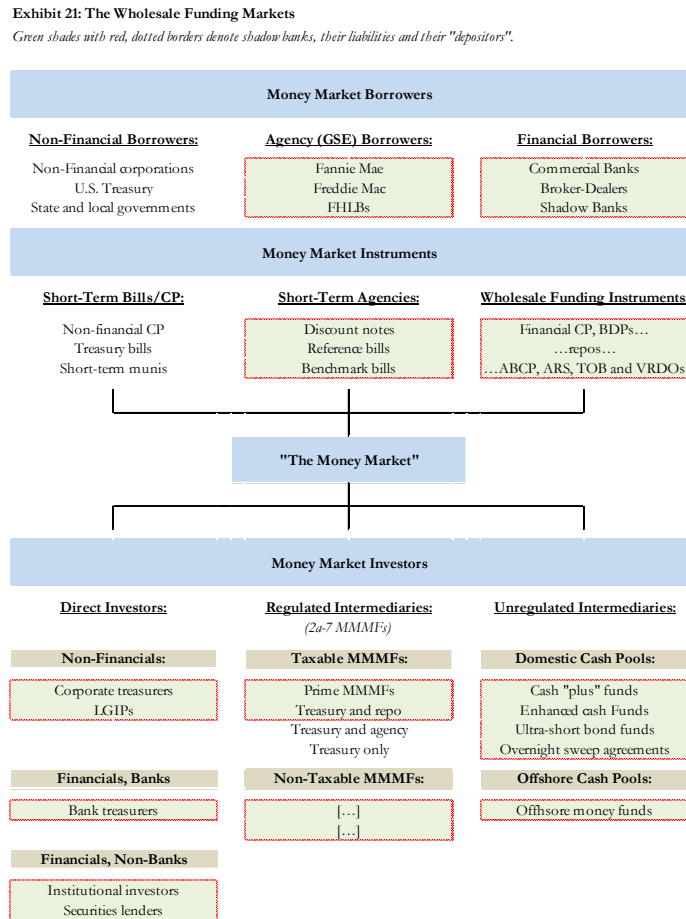 Exhibit 21: The Wholesale Funding Markets
Green shades with red, dotted borders denote shadow banks, their liabilities and their "depositors".
Money Market Borrowers
Non-Financial Borrowers: Agency (GSE) Borrowers: Financial Borrowers:
Non-Financial corporations Fannie Mae Commercial Banks
U.S. Treasury Freddie Mac Broker-Dealers
State and local governments FHLBs Shadow Banks
Money Market Instruments
Short-Term Bills/CP: Short-Term Agencies: Wholesale Funding Instruments
Non-financial CP Discount notes Financial CP, BDPs…
Treasury bills Reference bills …repos…
Short-term munis Benchmark bills …ABCP, ARS, TOB and VRDOs
"The Money Market"
Money Market Investors
Direct Investors: Regulated Intermediaries: Unregulated Intermediaries:
(2a-7 MMMFs)
Non-Financials: Taxable MMMFs: Domestic Cash Pools:
Corporate treasurers Prime MMMFs Cash "plus" funds
LGIPs Treasury and repo Enhanced cash Funds
Treasury and agency Ultra-short bond funds
Treasury only Overnight sweep agreements
Financials, Banks Non-Taxable MMMFs: Offshore Cash Pools:
Bank treasurers […] Offhsore money funds
[…]
Financials, Non-Banks
Institutional investors
Securities lenders